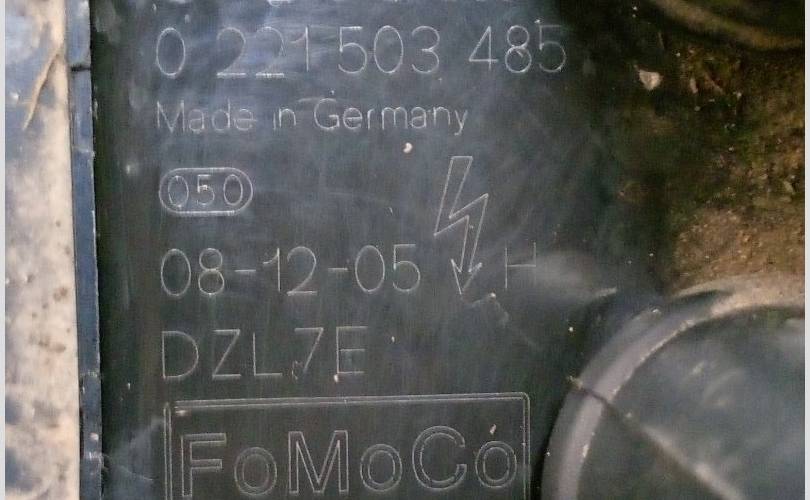 0 221 503 485
Made in Germany
050
08-12-05 H
DZL7E
FoMoCo